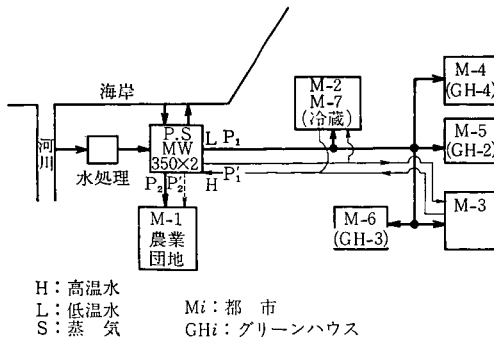 海岸
河川
水処理
P.S
MW
350×2
L P₁
H P₁′
P₂ P₂′
M-1
農業
団地
M-2
M-7
(冷蔵)
M-4
(GH-4)
M-5
(GH-2)
M-3
M-6
(GH-3)
H：高温水
L：低温水
S：蒸 気
Mi：都 市
GHi：グリーンハウス